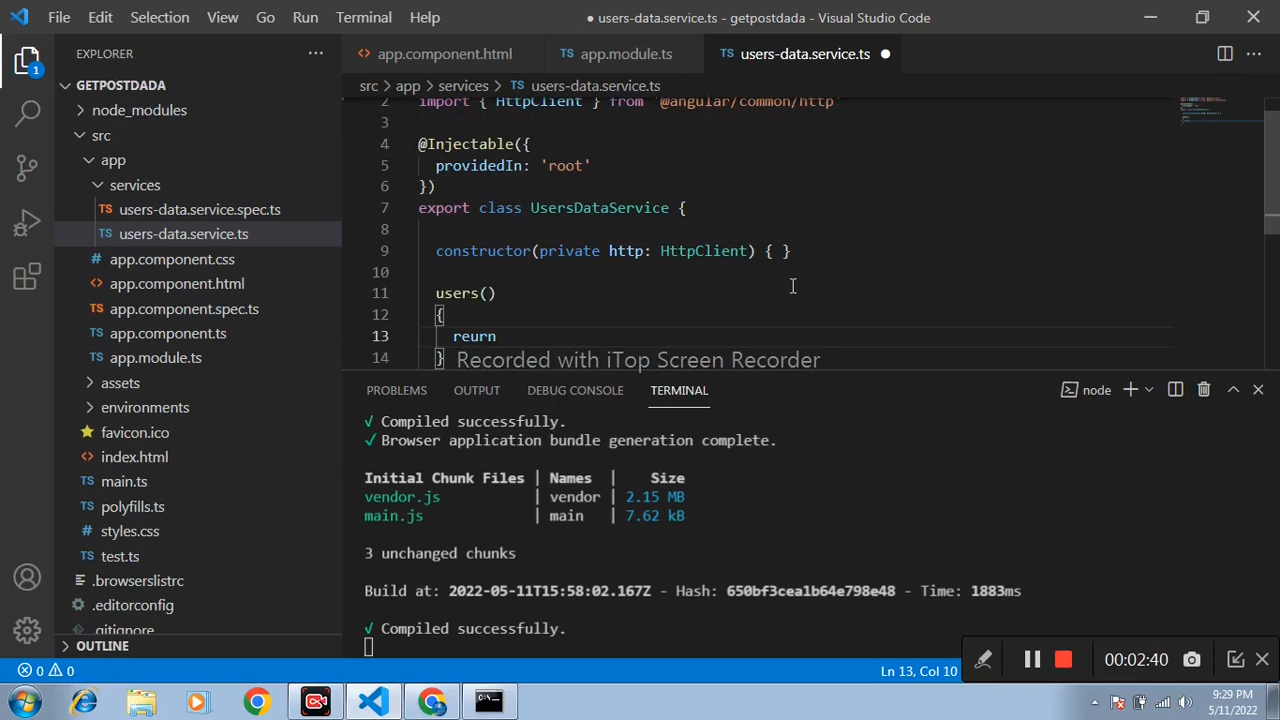 File Edit Selection View Go Run Terminal Help ● users-data.service.ts - getpostdada - Visual Studio Code
EXPLORER ···
app.component.html TS app.module.ts TS users-data.service.ts ●
1
GETPOSTDADA
src > app > services > TS users-data.service.ts
node_modules
src
app
services
TS users-data.service.spec.ts
TS users-data.service.ts
app.component.css
app.component.html
TS app.component.spec.ts
TS app.component.ts
TS app.module.ts
assets
environments
favicon.ico
index.html
TS main.ts
TS polyfills.ts
styles.css
TS test.ts
.browserslistrc
.editorconfig
.gitignore
OUTLINE
2 import { HttpClient } from '@angular/common/http'
3
4 @Injectable({
5 providedIn: 'root'
6 })
7 export class UsersDataService {
8
9 constructor(private http: HttpClient) { }
10
11 users()
12 {
13 reurn
14 }
Recorded with iTop Screen Recorder
PROBLEMS OUTPUT DEBUG CONSOLE TERMINAL node
√ Compiled successfully.
✓ Browser application bundle generation complete.
Initial Chunk Files | Names | Size
vendor.js | vendor | 2.15 MB
main.js | main | 7.62 kB
3 unchanged chunks
Build at: 2022-05-11T15:58:02.167Z - Hash: 650bf3cea1b64e798e48 - Time: 1883ms
√ Compiled successfully.
0 0 Ln 13, Col 10
00:02:40
9:29 PM
5/11/2022